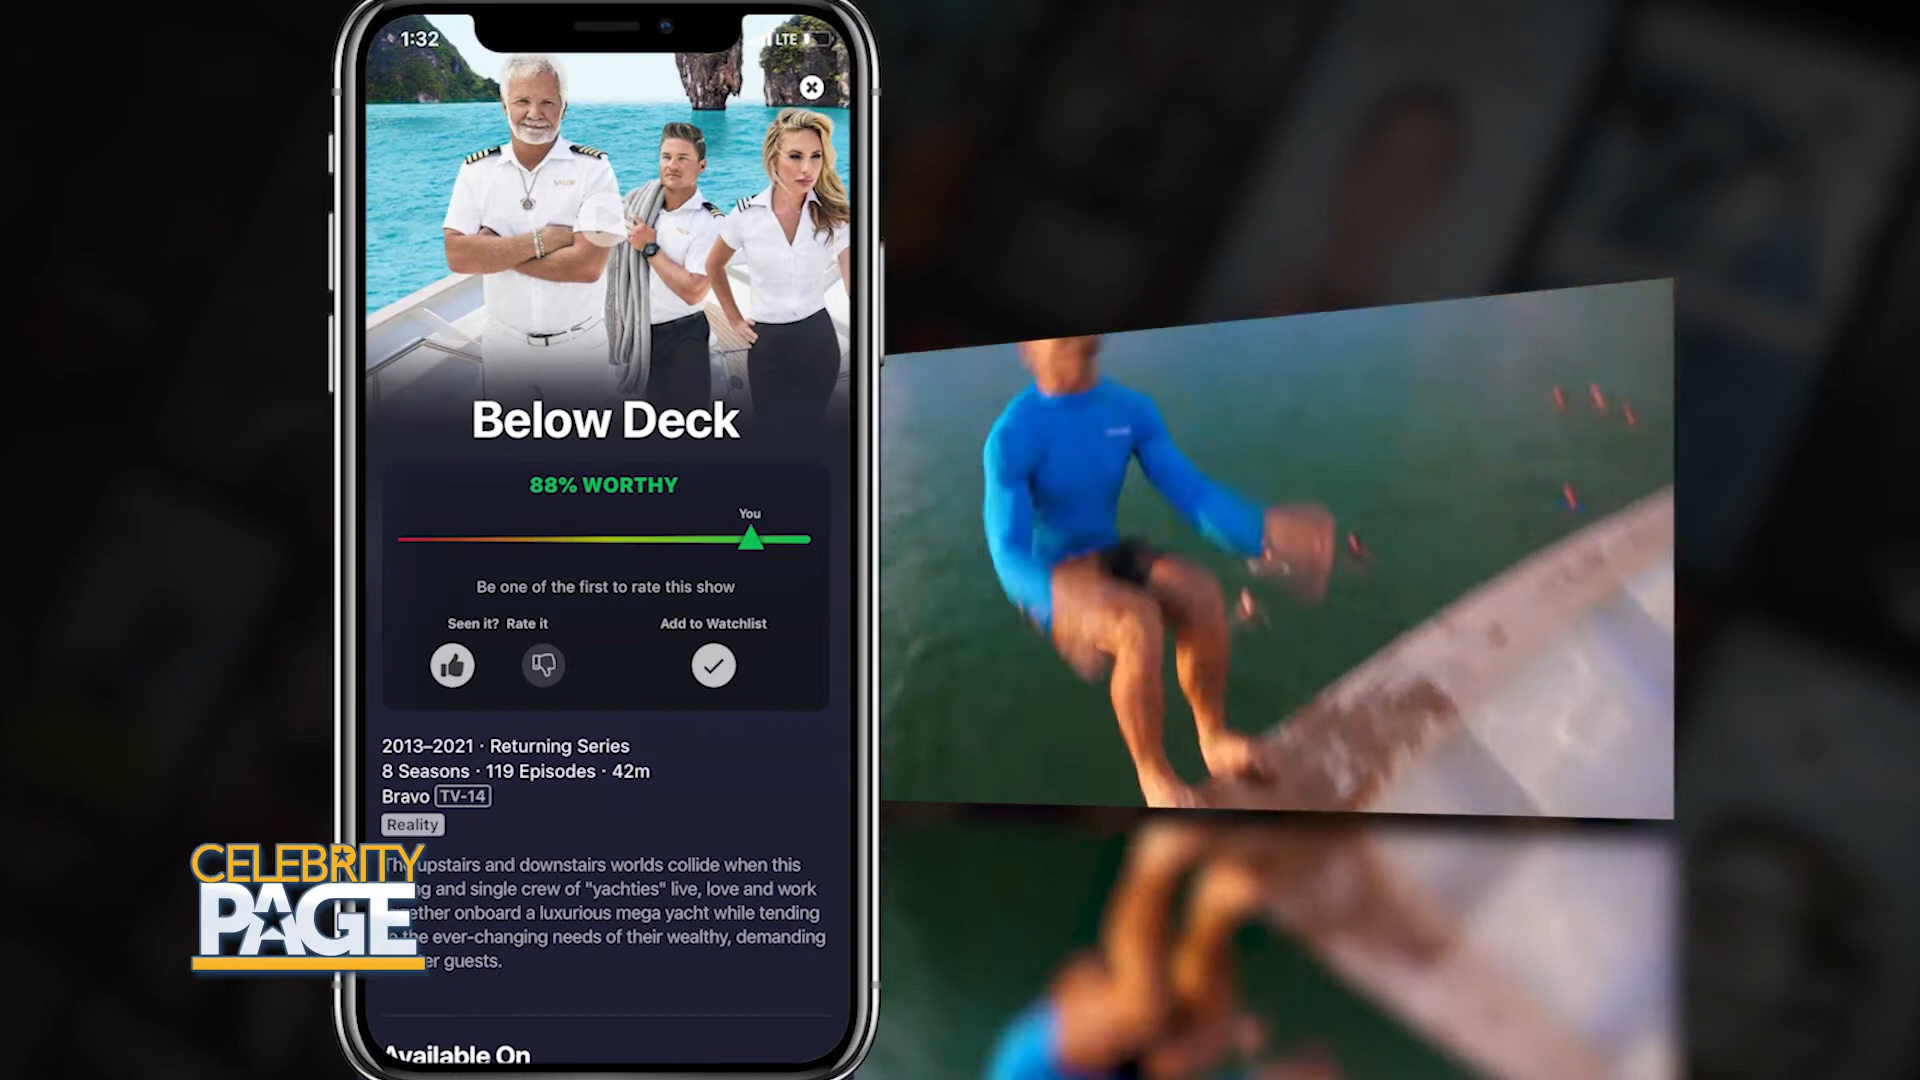 1:32
LTE
Below Deck
88% WORTHY
You
Be one of the first to rate this show
Seen it? Rate it
Add to Watchlist
2013–2021 · Returning Series
8 Seasons · 119 Episodes · 42m
Bravo TV-14
Reality
The upstairs and downstairs worlds collide when this
and single crew of "yachties" live, love and work
onboard a luxurious mega yacht while tending
the ever-changing needs of their wealthy, demanding
guests.
Available On
CELEBRITY
PAGE